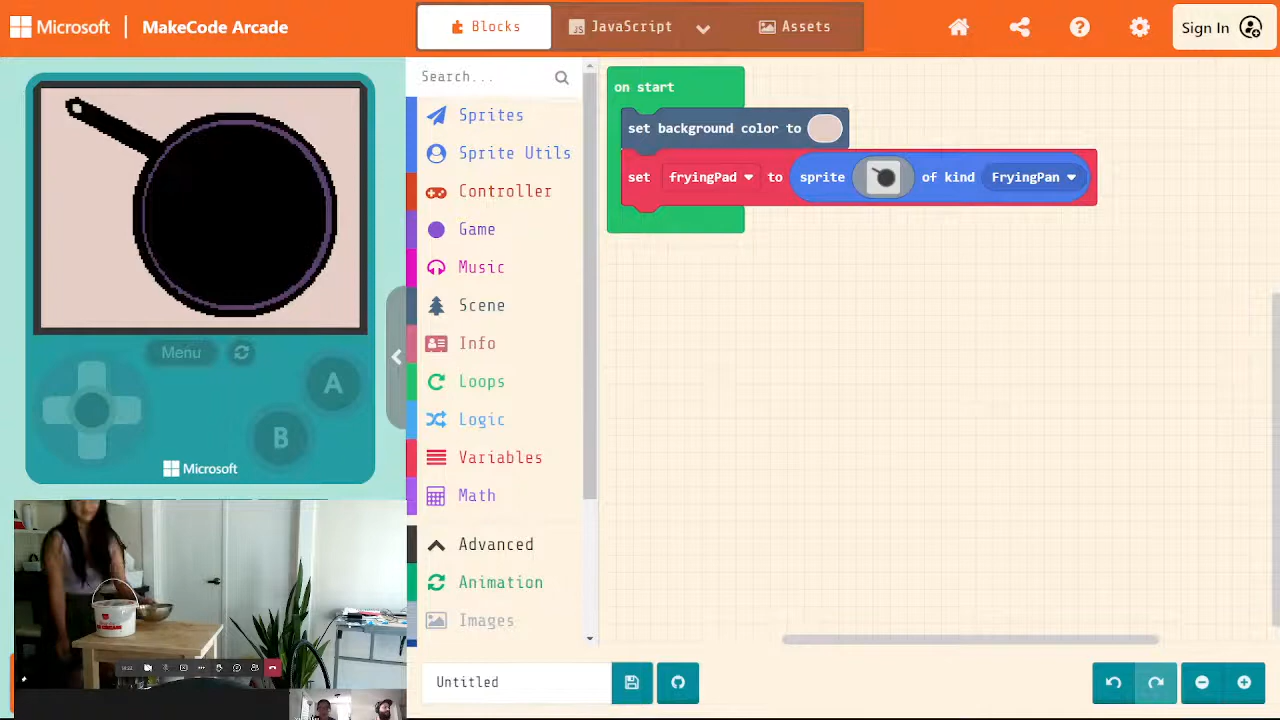 Microsoft
MakeCode Arcade
Blocks
JavaScript
Assets
Sign In
Search...
Sprites
Sprite Utils
Controller
Game
Music
Scene
Info
Loops
Logic
Variables
Math
Advanced
Animation
Images
on start
set background color to
set fryingPad to sprite of kind FryingPan
Menu
A
B
Microsoft
Untitled